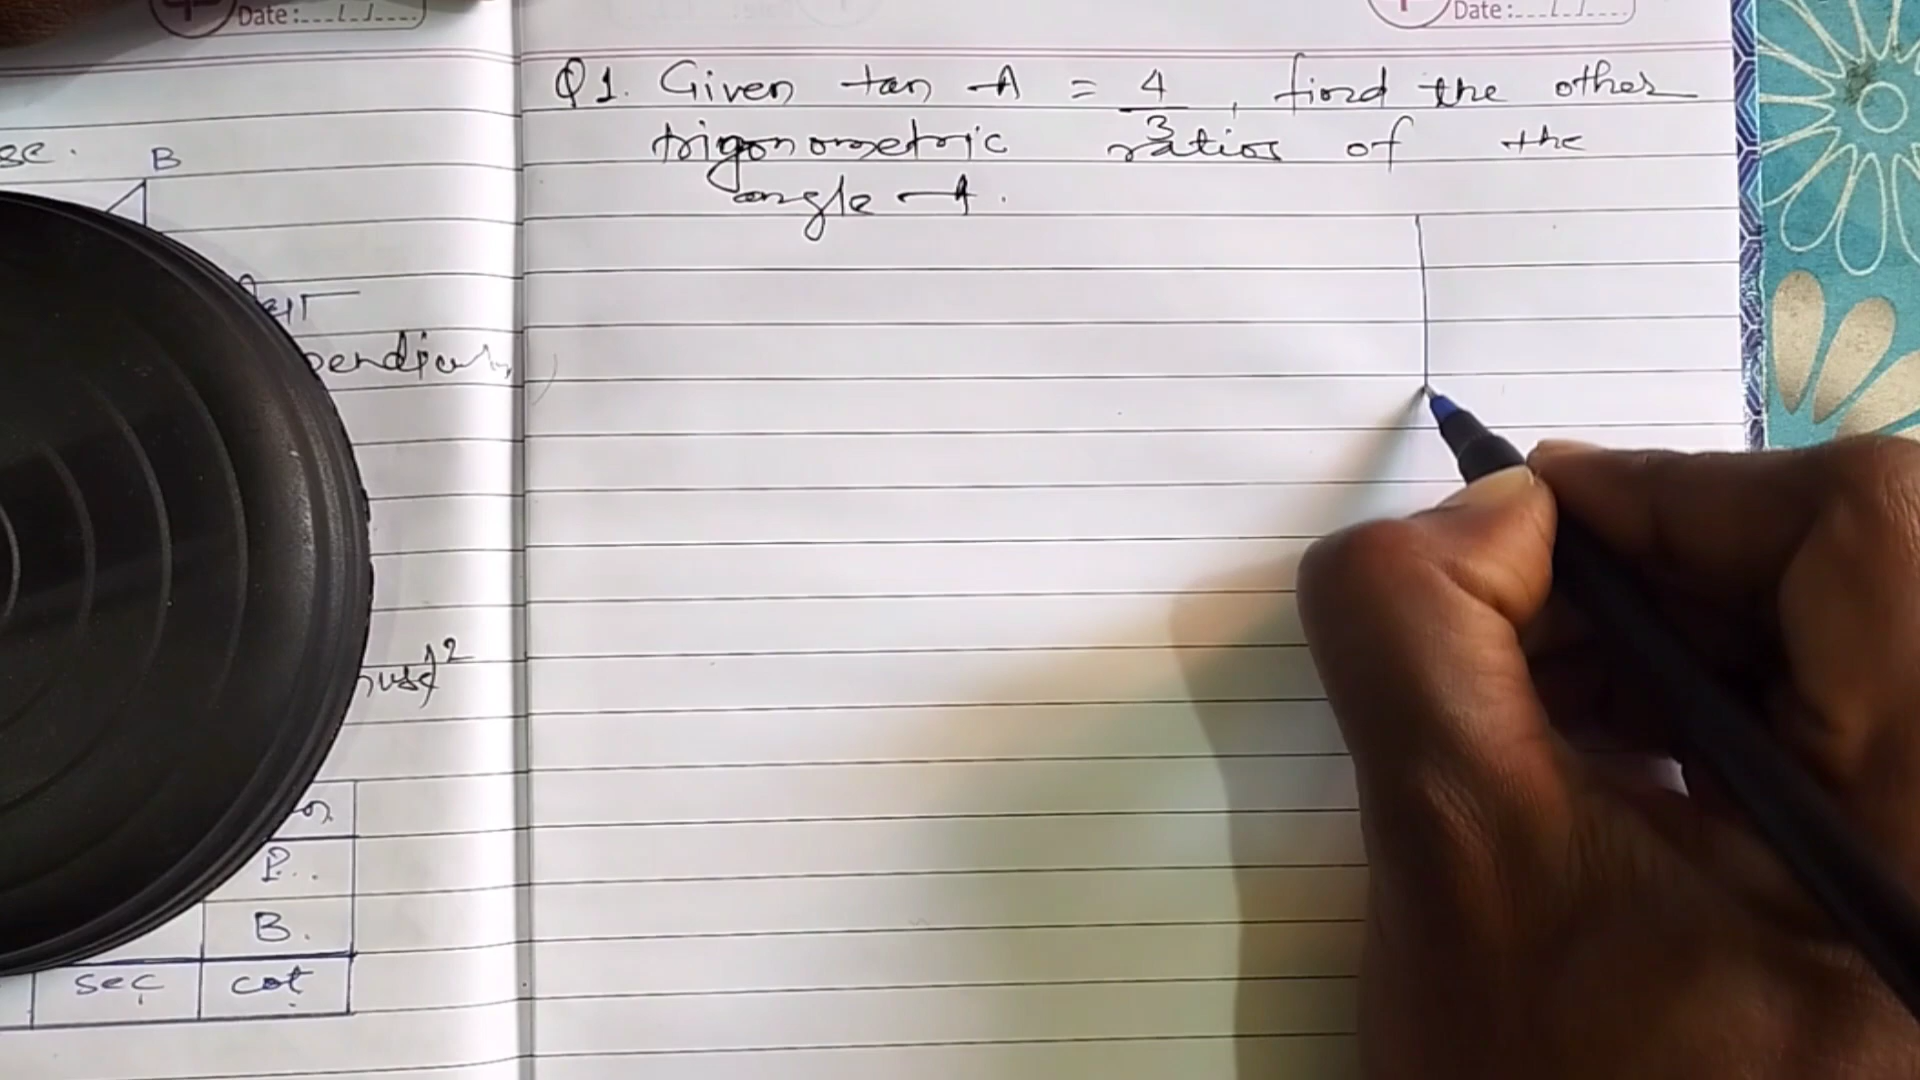 Date:
Date:
B
Q1. Given tan A = 4/3, find the other
trigonometric ratios of the
angle A.
P.
B.
sec cot